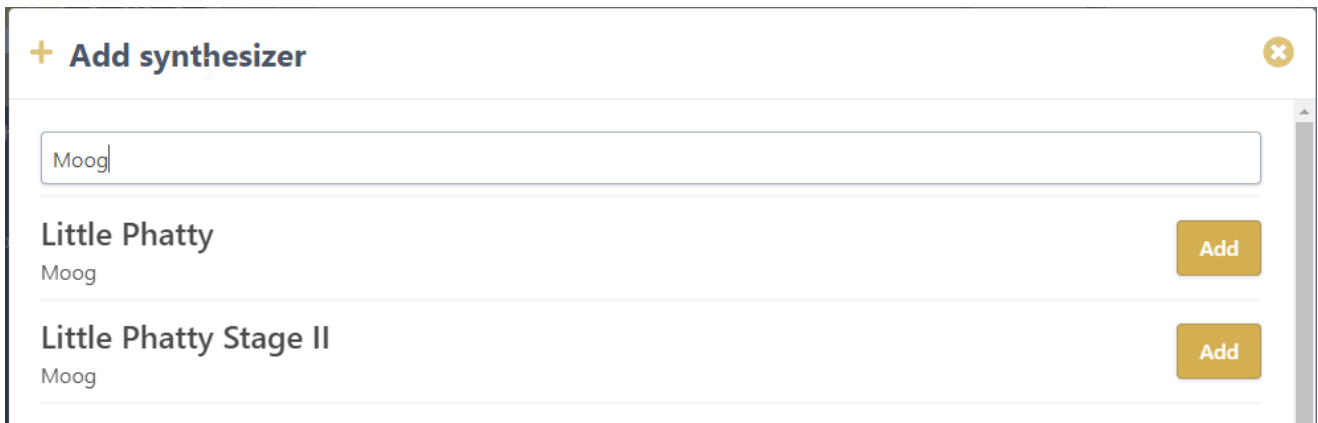 Add synthesizer
Moog
Little Phatty
Add
Moog
Little Phatty Stage II
Add
Moog